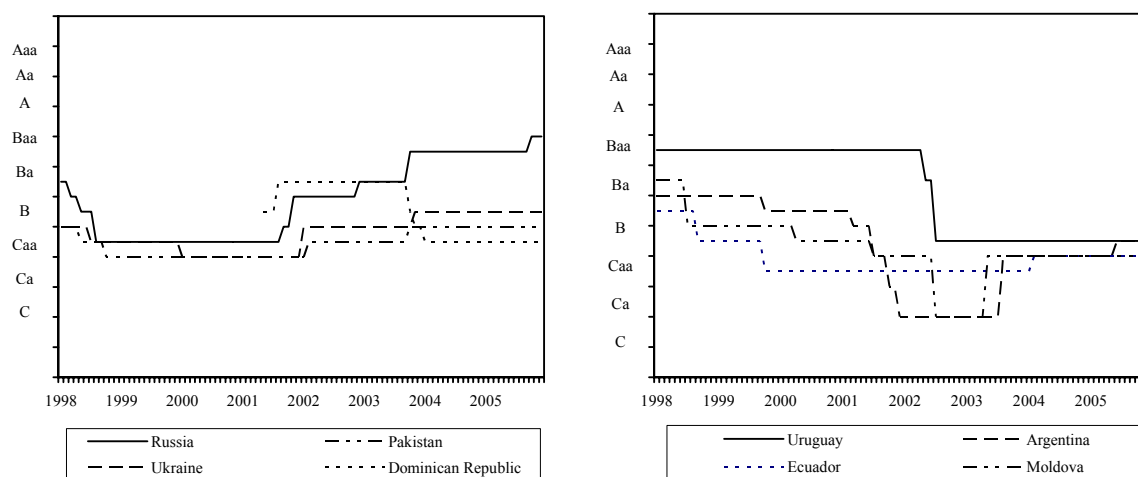 Aaa
Aa
A
Baa
Ba
B
Caa
Ca
C
1998 1999 2000 2001 2002 2003 2004 2005
Russia Pakistan
Ukraine Dominican Republic
Aaa
Aa
A
Baa
Ba
B
Caa
Ca
C
1998 1999 2000 2001 2002 2003 2004 2005
Uruguay Argentina
Ecuador Moldova